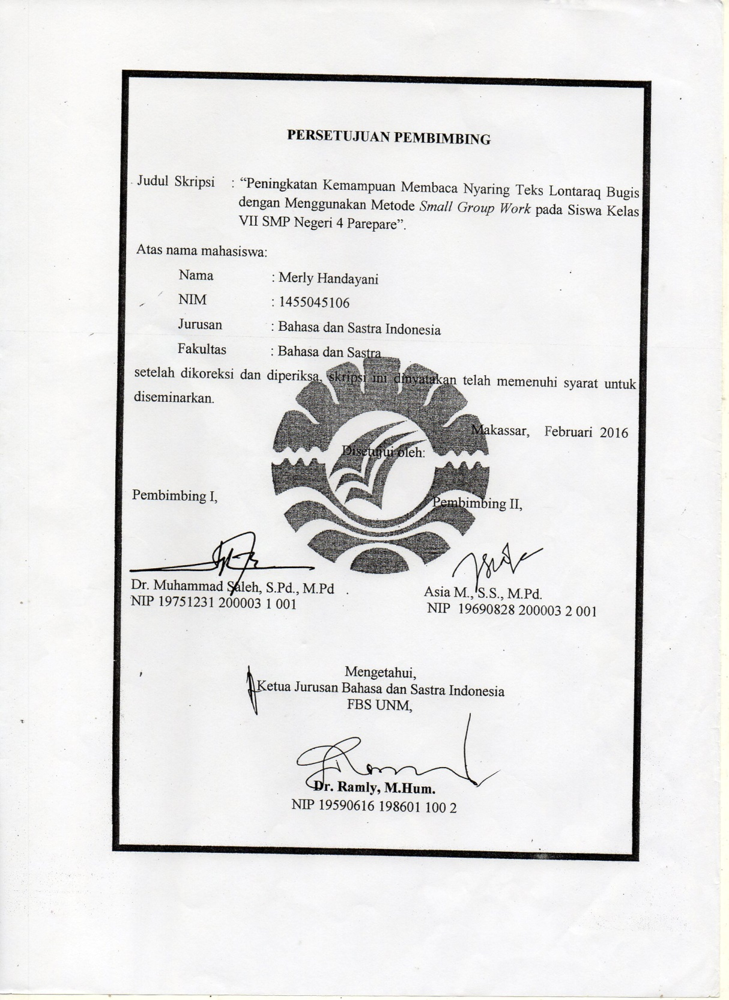 PERSETUJUAN PEMBIMBING
Judul Skripsi : “Peningkatan Kemampuan Membaca Nyaring Teks Lontaraq Bugis
dengan Menggunakan Metode Small Group Work pada Siswa Kelas
VII SMP Negeri 4 Parepare”.
Atas nama mahasiswa:
Nama : Merly Handayani
NIM : 1455045106
Jurusan : Bahasa dan Sastra Indonesia
Fakultas : Bahasa dan Sastra
setelah dikoreksi dan diperiksa, skripsi ini dinyatakan telah memenuhi syarat untuk
diseminarkan.
Makassar, Februari 2016
Disetujui oleh:
Pembimbing I, Pembimbing II,
Dr. Muhammad Saleh, S.Pd., M.Pd. Asia M., S.S., M.Pd.
NIP 19751231 200003 1 001 NIP 19690828 200003 2 001
Mengetahui,
Ketua Jurusan Bahasa dan Sastra Indonesia
FBS UNM,
Dr. Ramly, M.Hum.
NIP 19590616 198601 100 2